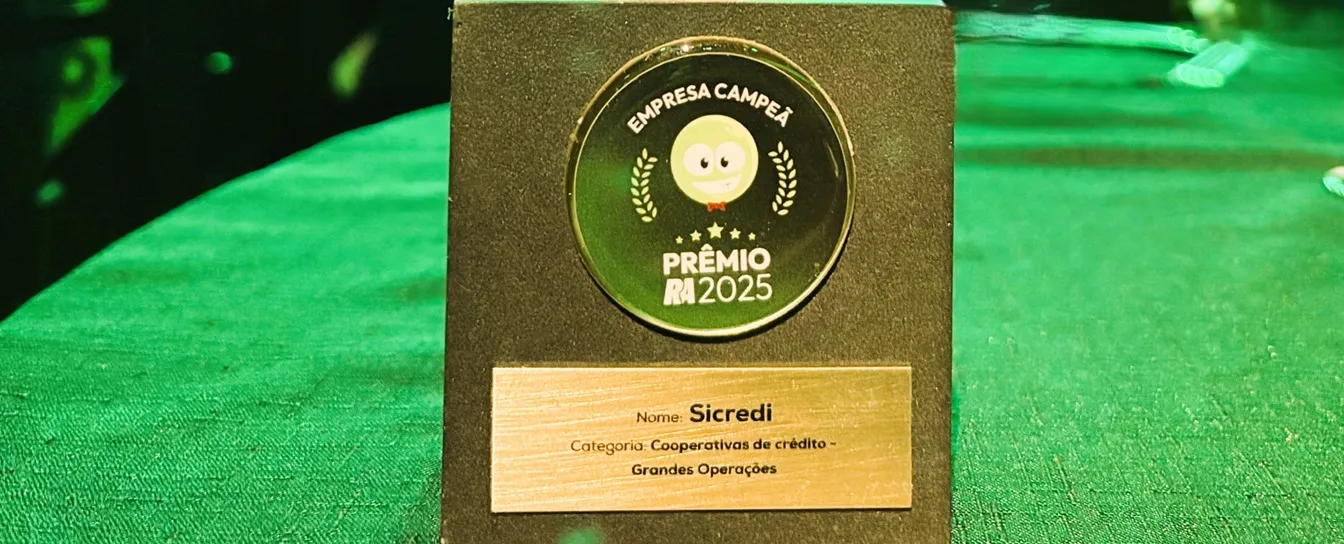 EMPRESA CAMPEÃ
PRÊMIO
RA 2025
Nome: Sicredi
Categoria: Cooperativas de crédito -
Grandes Operações